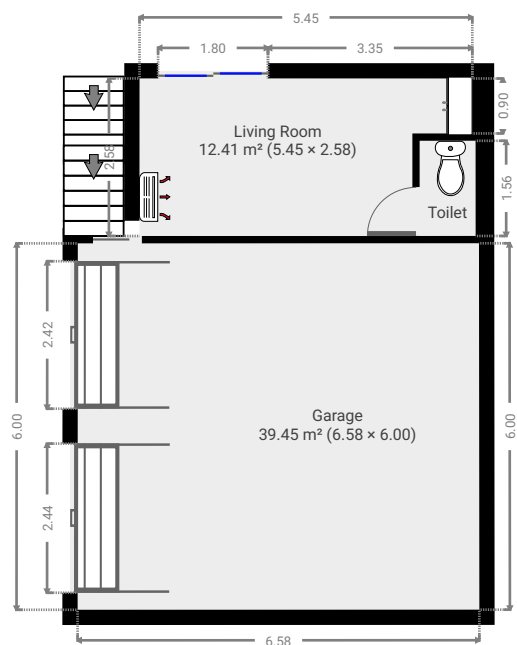 5.45
1.80
3.35
0.90
2.58
Living Room
12.41 m² (5.45 × 2.58)
1.56
Toilet
2.42
6.00
Garage
39.45 m² (6.58 × 6.00)
6.00
2.44
6.58